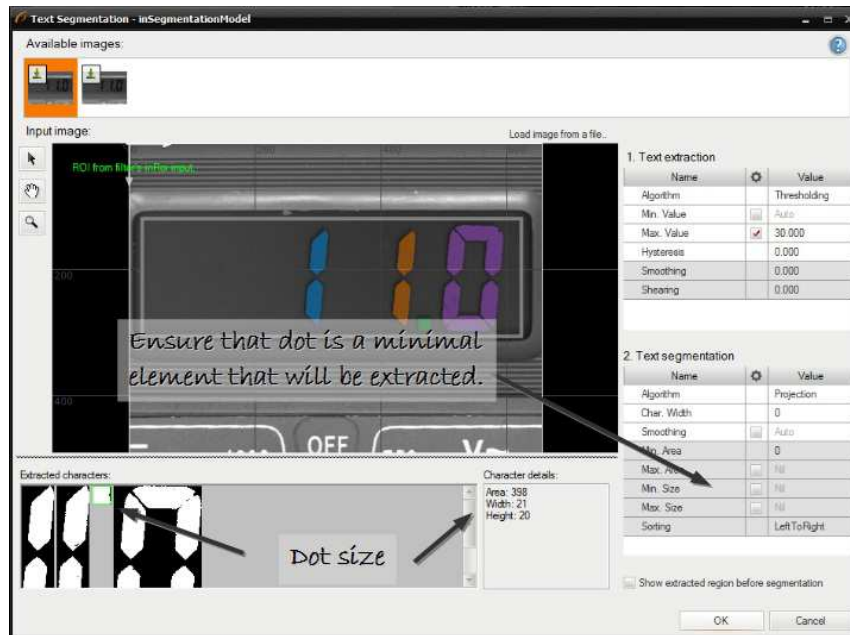 Text Segmentation - inSegmentationModel
Available images:
Input image:
Load image from a file..
ROI from filter's inRoi input.
200
400
11.0
Ensure that dot is a minimal
element that will be extracted.
OFF
V~
1. Text extraction
Name Value
Algorithm Thresholding
Min. Value Auto
Max. Value 30.000
Hysteresis 0.000
Smoothing 0.000
Shearing 0.000
2. Text segmentation
Name Value
Algorithm Projection
Char. Width 0
Smoothing Auto
Min. Area 0
Max. Area Nil
Min. Size Nil
Max. Size Nil
Sorting LeftToRight
Extracted characters:
Character details:
Area: 398
Width: 21
Height: 20
Dot size
Show extracted region before segmentation
OK Cancel